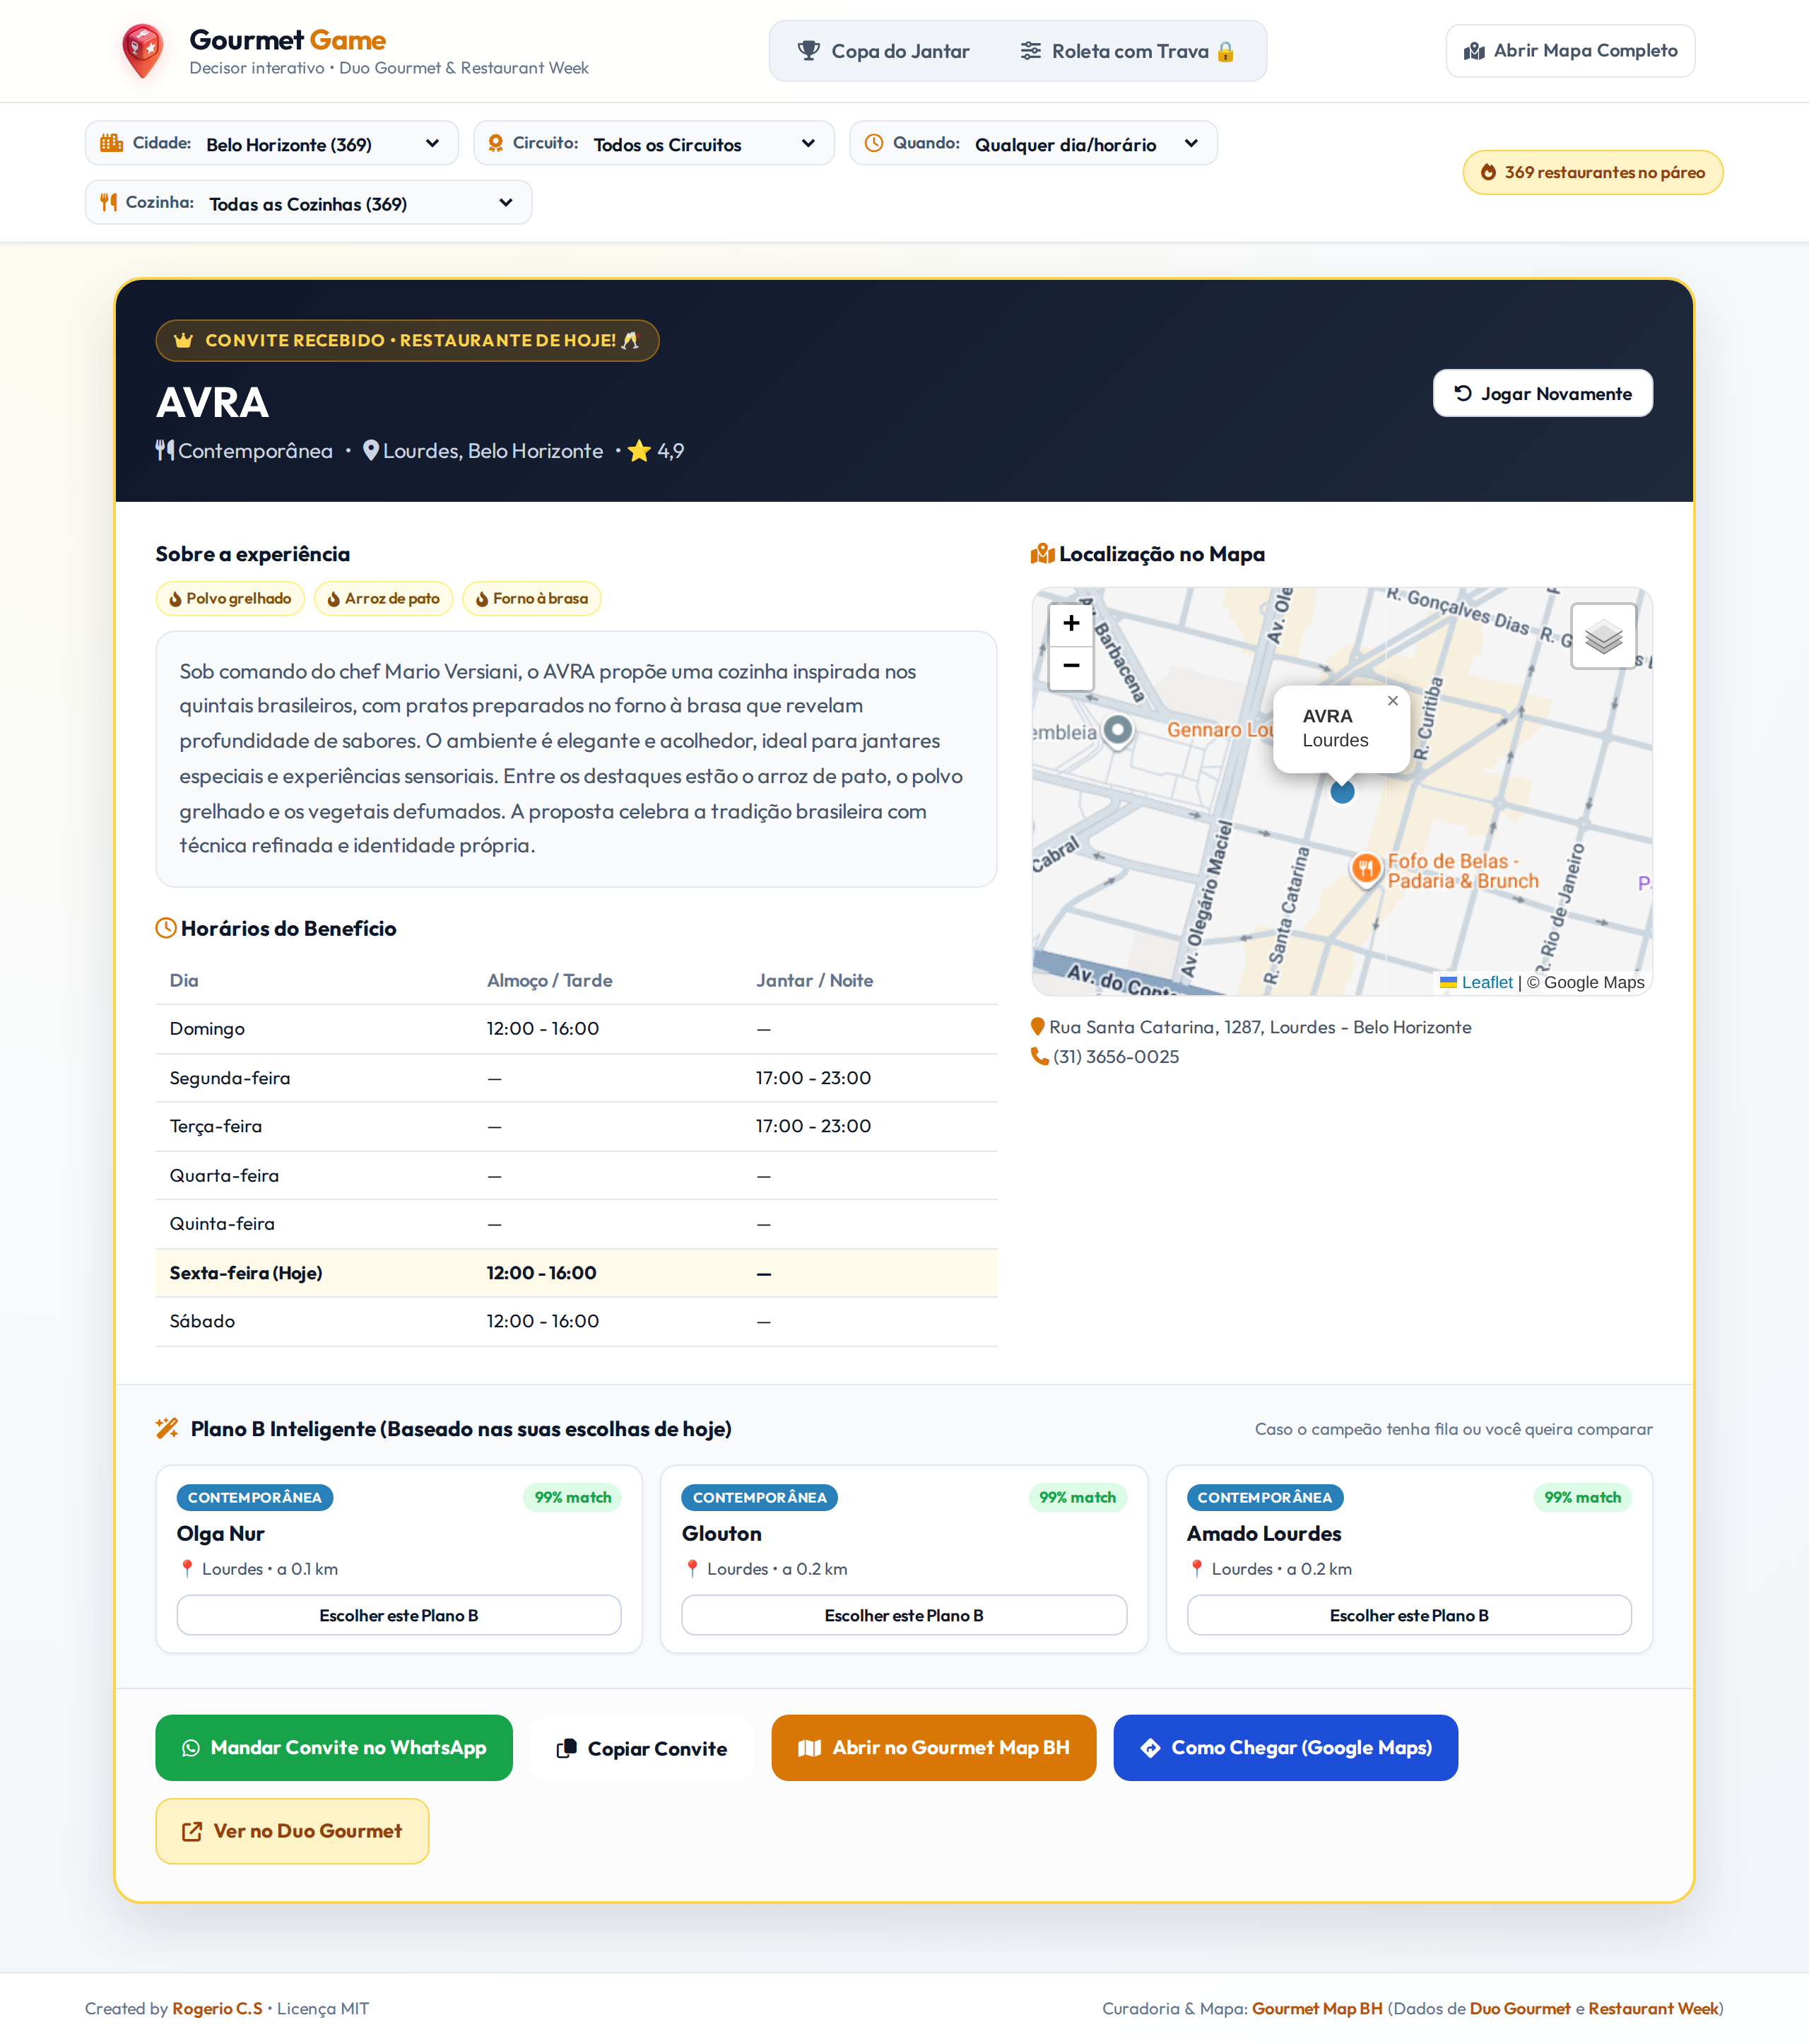 Gourmet Game
Decisor interativo • Duo Gourmet & Restaurant Week
Copa do Jantar
Roleta com Trava 🔒
Abrir Mapa Completo
Cidade: Belo Horizonte (369)
Circuito: Todos os Circuitos
Quando: Qualquer dia/horário
Cozinha: Todas as Cozinhas (369)
369 restaurantes no páreo
CONVITE RECEBIDO • RESTAURANTE DE HOJE! 🥂
AVRA
Contemporânea • Lourdes, Belo Horizonte • ⭐ 4,9
Jogar Novamente
Sobre a experiência
Polvo grelhado
Arroz de pato
Forno à brasa
Sob comando do chef Mario Versiani, o AVRA propõe uma cozinha inspirada nos
quintais brasileiros, com pratos preparados no forno à brasa que revelam
profundidade de sabores. O ambiente é elegante e acolhedor, ideal para jantares
especiais e experiências sensoriais. Entre os destaques estão o arroz de pato, o polvo
grelhado e os vegetais defumados. A proposta celebra a tradição brasileira com
técnica refinada e identidade própria.
Horários do Benefício
Dia Almoço / Tarde Jantar / Noite
Domingo 12:00 - 16:00 —
Segunda-feira — 17:00 - 23:00
Terça-feira — 17:00 - 23:00
Quarta-feira — —
Quinta-feira — —
Sexta-feira (Hoje) 12:00 - 16:00 —
Sábado 12:00 - 16:00 —
Localização no Mapa
+
−
Barbacena
Av. Ole
R. Gonçalves Dias
R. G
embleia
Gennaro Lou
AVRA
Lourdes
×
R. Curitiba
Cabral
Av. Olegário Maciel
R. Santa Catarina
Fofo de Belas -
Padaria & Brunch
R. Rio de Janeiro
P.
Av. do Conto
Leaflet | © Google Maps
Rua Santa Catarina, 1287, Lourdes - Belo Horizonte
(31) 3656-0025
Plano B Inteligente (Baseado nas suas escolhas de hoje)
Caso o campeão tenha fila ou você queira comparar
CONTEMPORÂNEA 99% match
Olga Nur
📍 Lourdes • a 0.1 km
Escolher este Plano B
CONTEMPORÂNEA 99% match
Glouton
📍 Lourdes • a 0.2 km
Escolher este Plano B
CONTEMPORÂNEA 99% match
Amado Lourdes
📍 Lourdes • a 0.2 km
Escolher este Plano B
Mandar Convite no WhatsApp
Copiar Convite
Abrir no Gourmet Map BH
Como Chegar (Google Maps)
Ver no Duo Gourmet
Created by Rogerio C.S • Licença MIT
Curadoria & Mapa: Gourmet Map BH (Dados de Duo Gourmet e Restaurant Week)